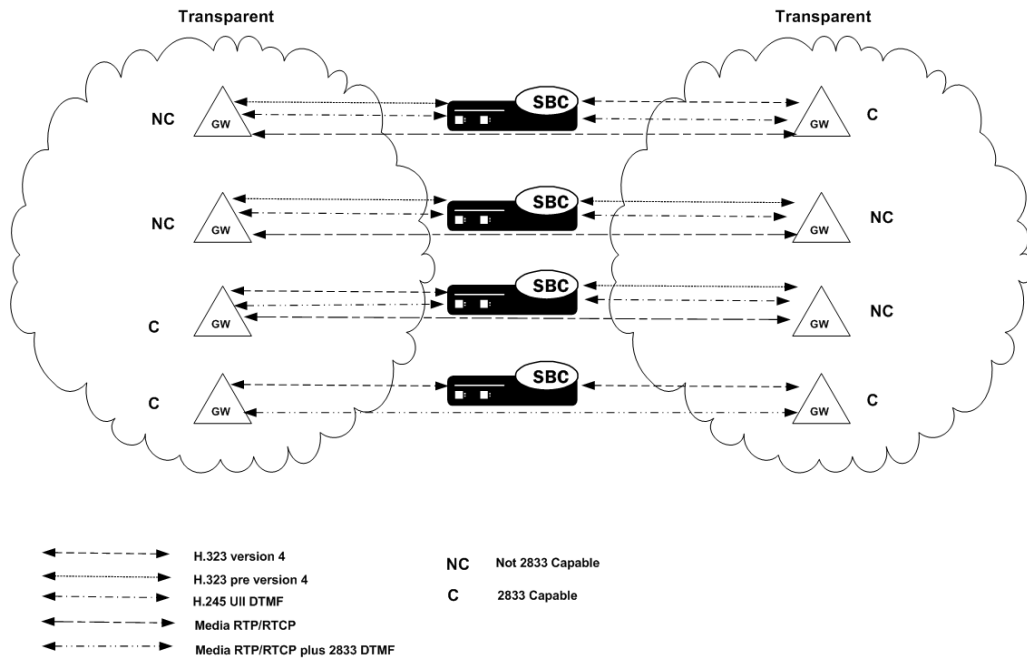 Transparent Transparent
NC GW SBC GW C
NC GW SBC GW NC
C GW SBC GW NC
C GW SBC GW C
H.323 version 4
H.323 pre version 4
H.245 UII DTMF
Media RTP/RTCP
Media RTP/RTCP plus 2833 DTMF
NC Not 2833 Capable
C 2833 Capable